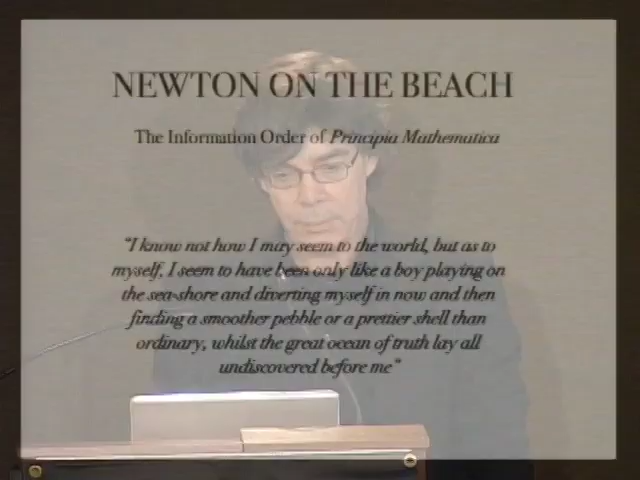 NEWTON ON THE BEACH
The Information Order of Principia Mathematica
“I know not how I may seem to the world, but as to
myself, I seem to have been only like a boy playing on
the sea-shore and diverting myself in now and then
finding a smoother pebble or a prettier shell than
ordinary, whilst the great ocean of truth lay all
undiscovered before me“